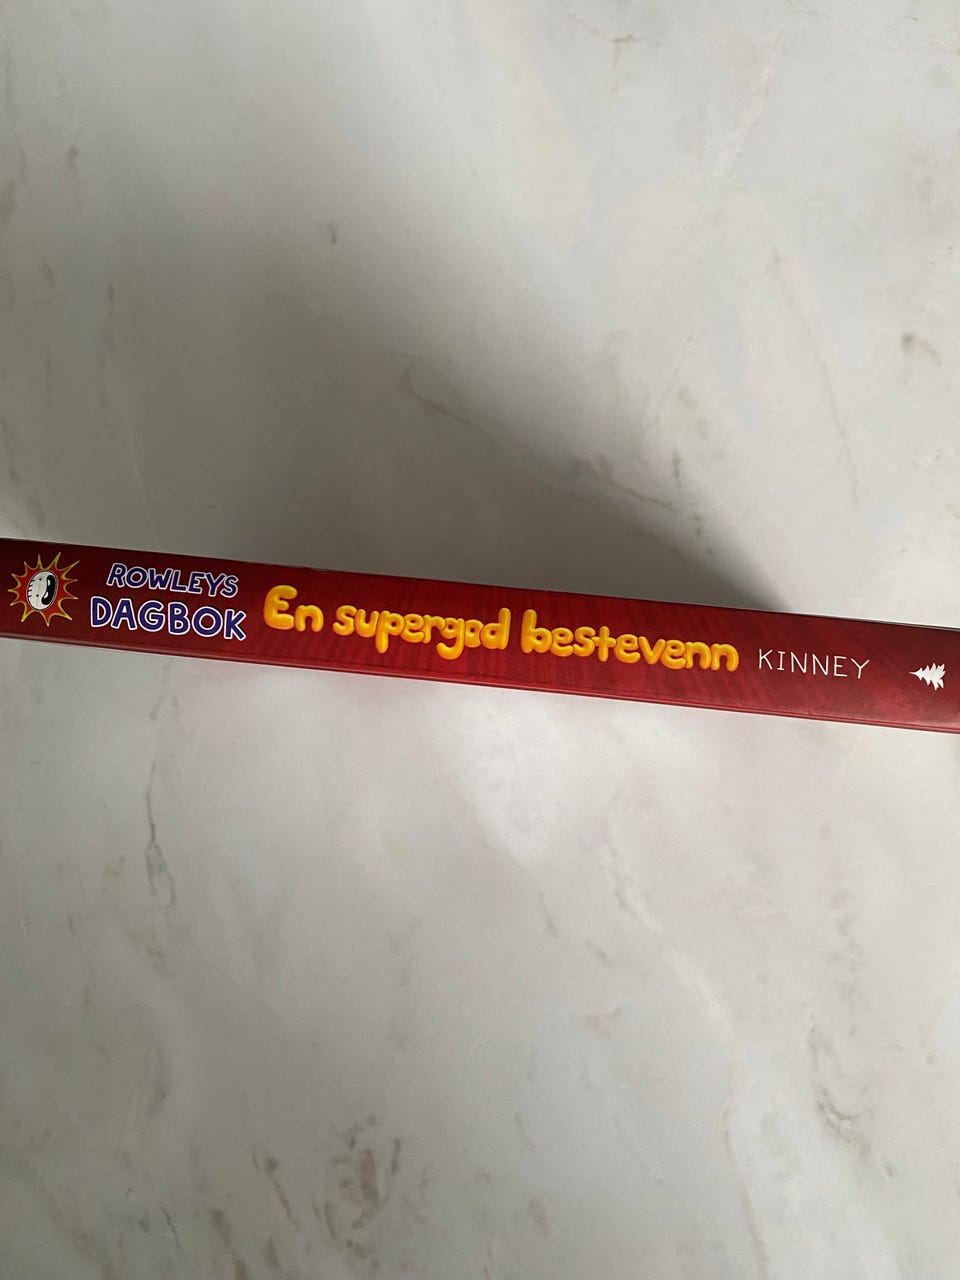 ROWLEYS
DAGBOK
En supergod bestevenn
KINNEY